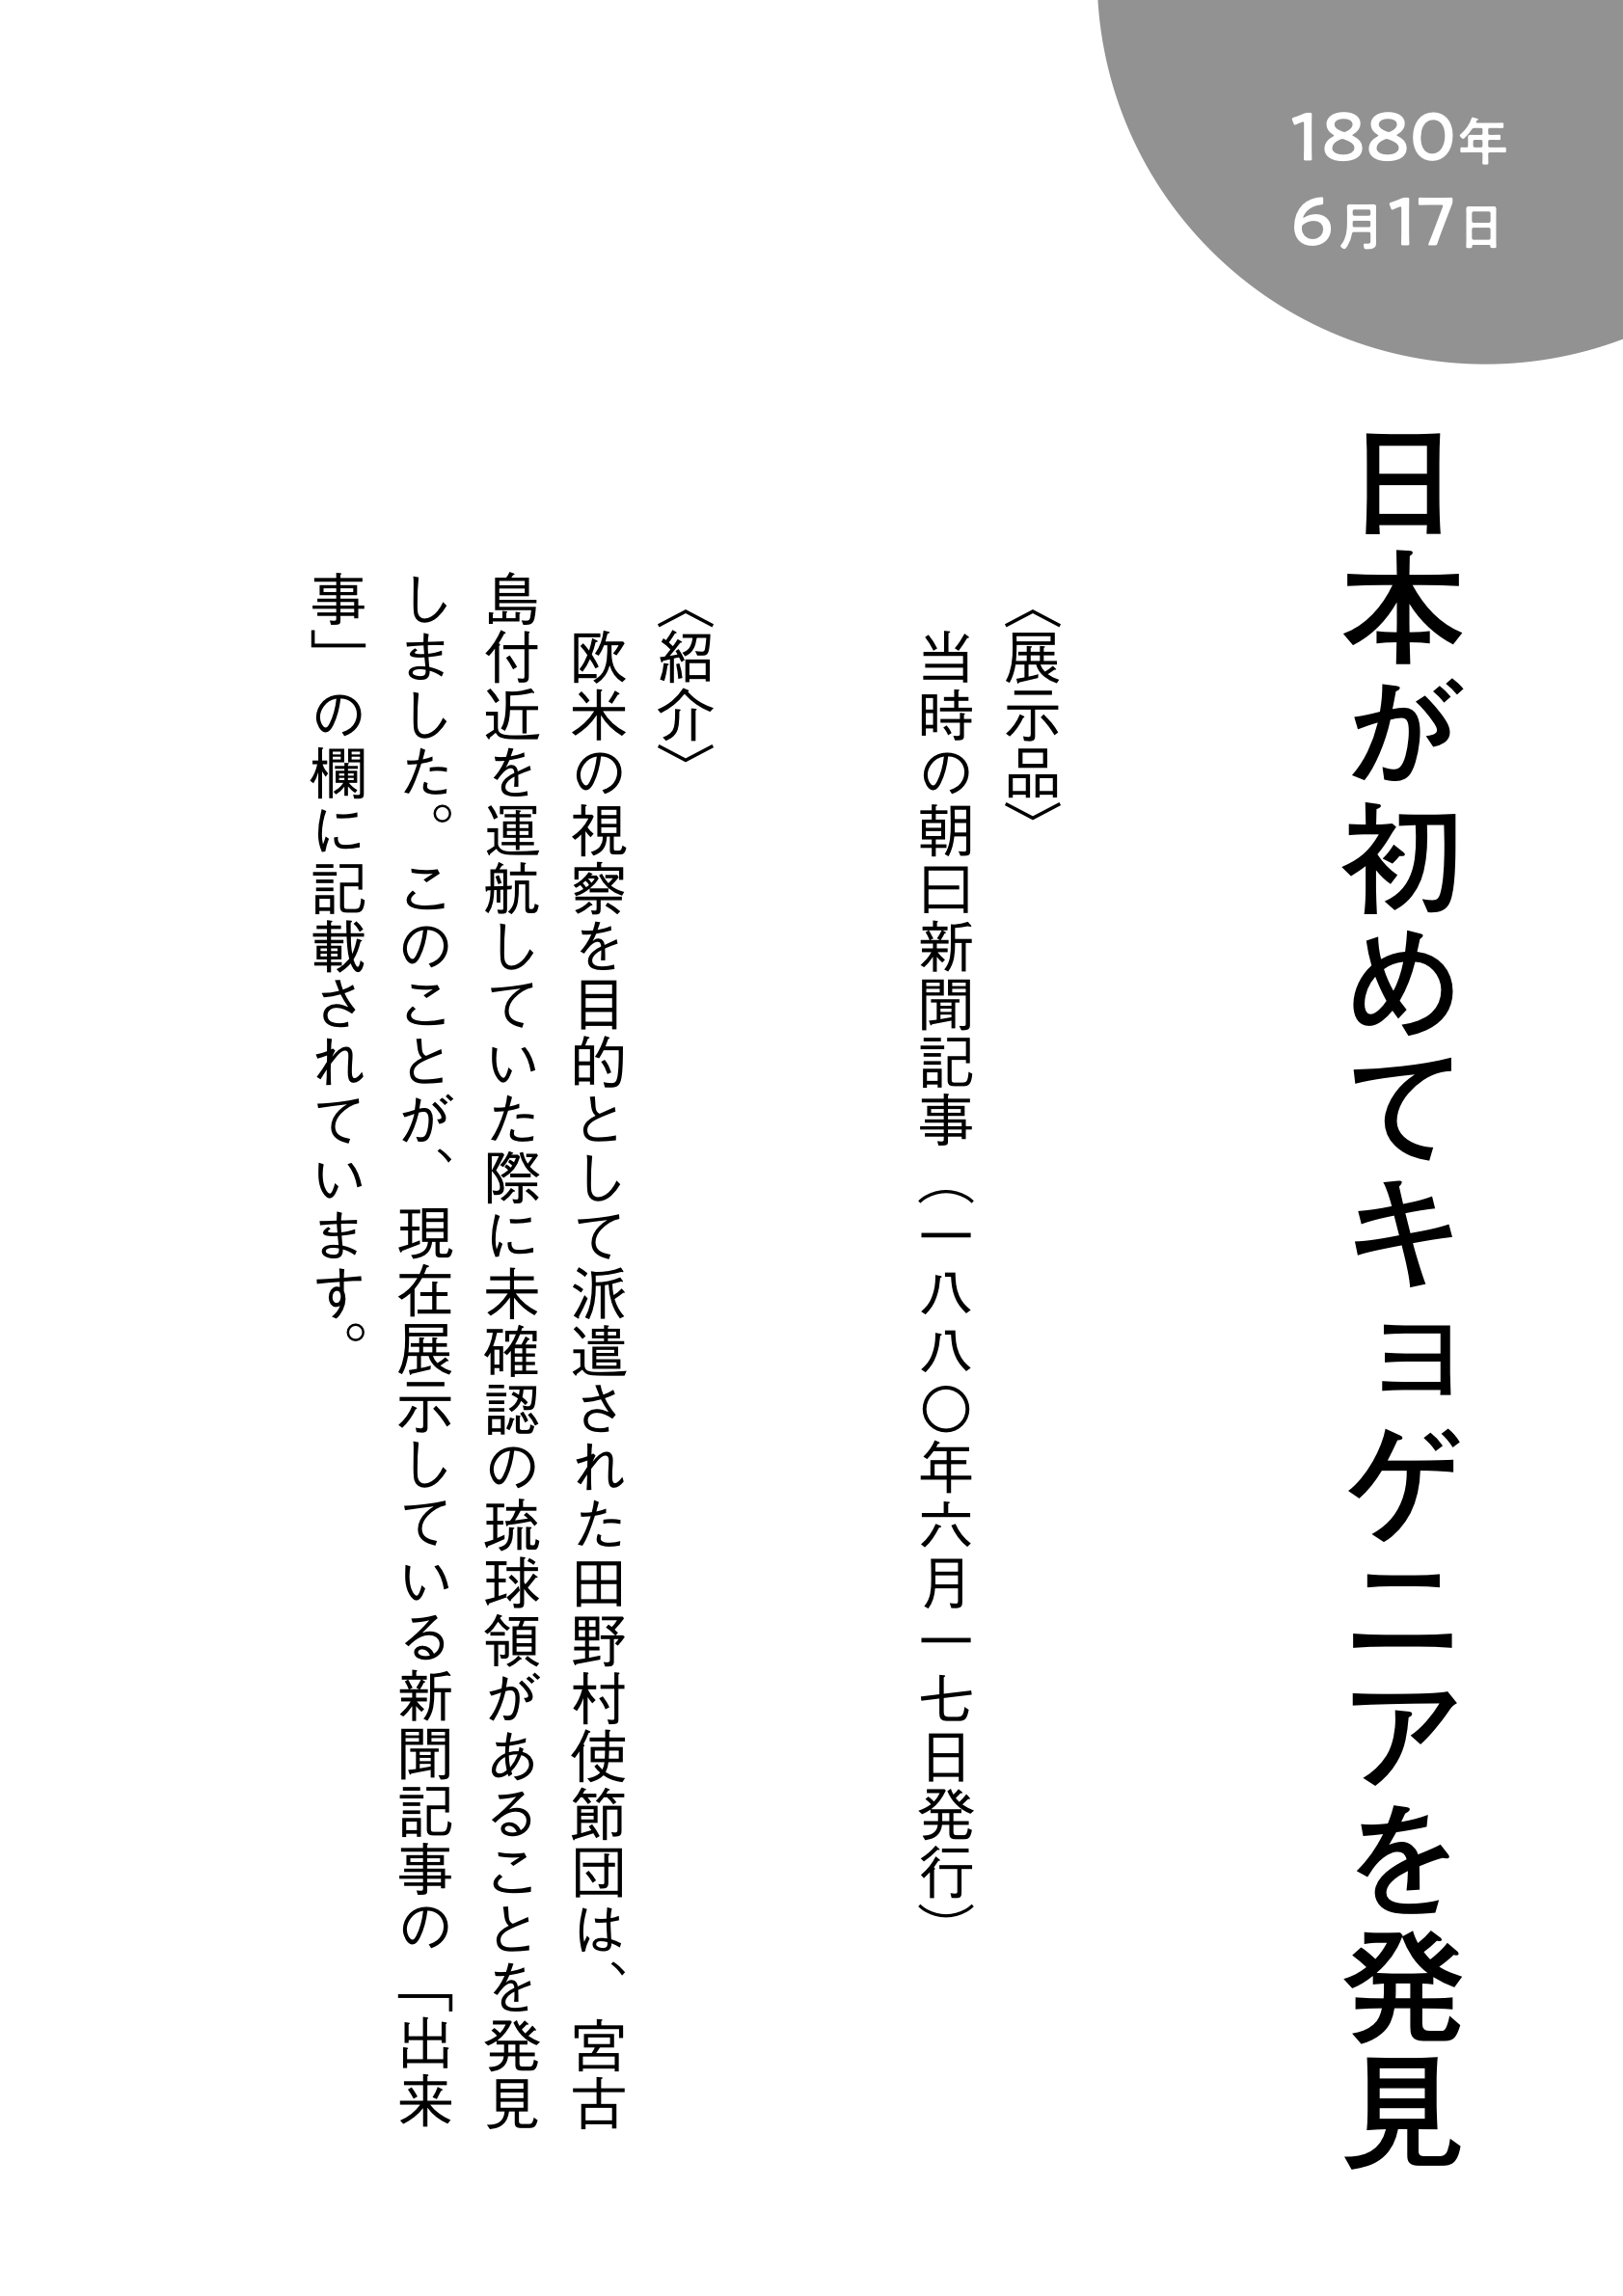 1880年
6月17日
日本が初めてキョゲニアを発見
〈展示品〉
当時の朝日新聞記事（一八八〇年六月一七日発行）
〈紹介〉
欧米の視察を目的として派遣された田野村使節団は、宮古
島付近を運航していた際に未確認の琉球領があることを発見
しました。このことが、現在展示している新聞記事の「出来
事」の欄に記載されています。